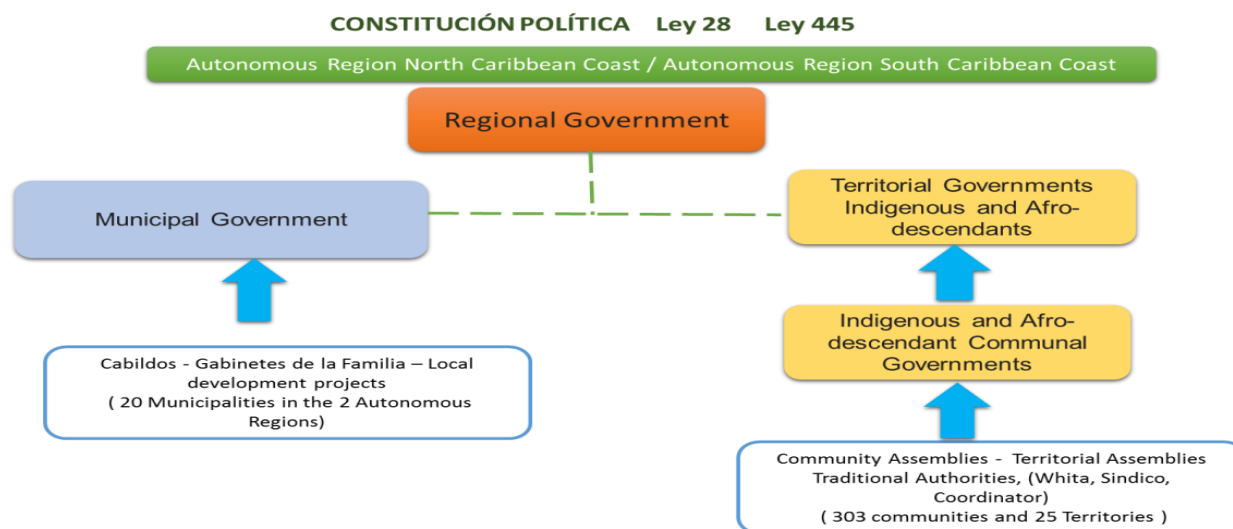 CONSTITUCIÓN POLÍTICA Ley 28 Ley 445
Autonomous Region North Caribbean Coast / Autonomous Region South Caribbean Coast
Regional Government
Municipal Government
Territorial Governments
Indigenous and Afro-
descendants
Indigenous and Afro-
descendant Communal
Governments
Cabildos - Gabinetes de la Familia – Local
development projects
( 20 Municipalities in the 2 Autonomous
Regions)
Community Assemblies - Territorial Assemblies
Traditional Authorities, (Whita, Sindico,
Coordinator)
( 303 communities and 25 Territories )